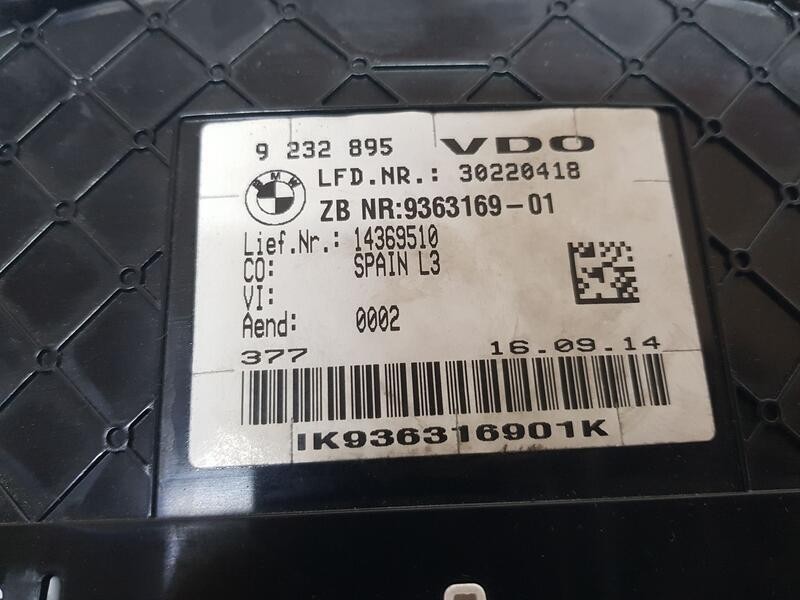 9 232 895 VDO
LFD.NR.: 30220418
BMW
ZB NR:9363169-01
Lief.Nr.: 14369510
CO: SPAIN L3
VI:
Aend: 0002
377 16.09.14
IK936316901K